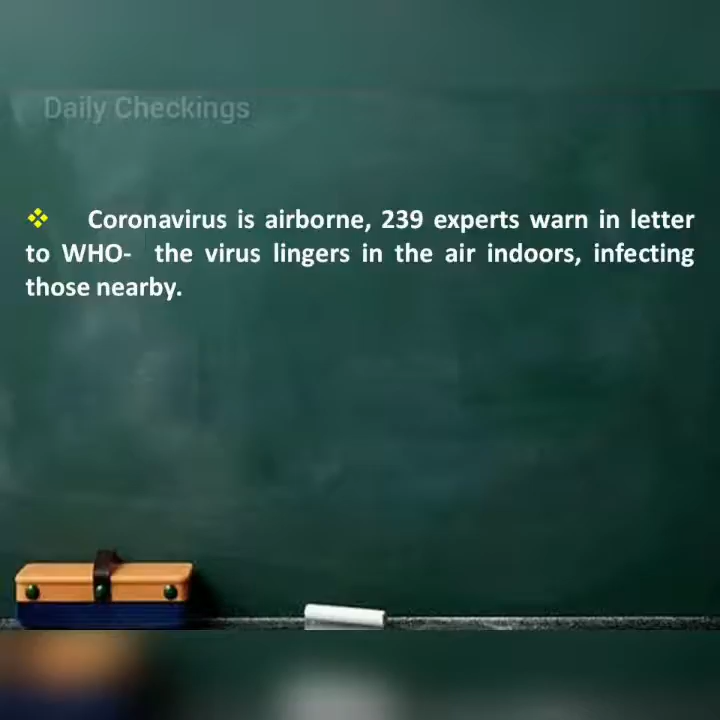 Daily Checkings
❖ Coronavirus is airborne, 239 experts warn in letter
to WHO- the virus lingers in the air indoors, infecting
those nearby.